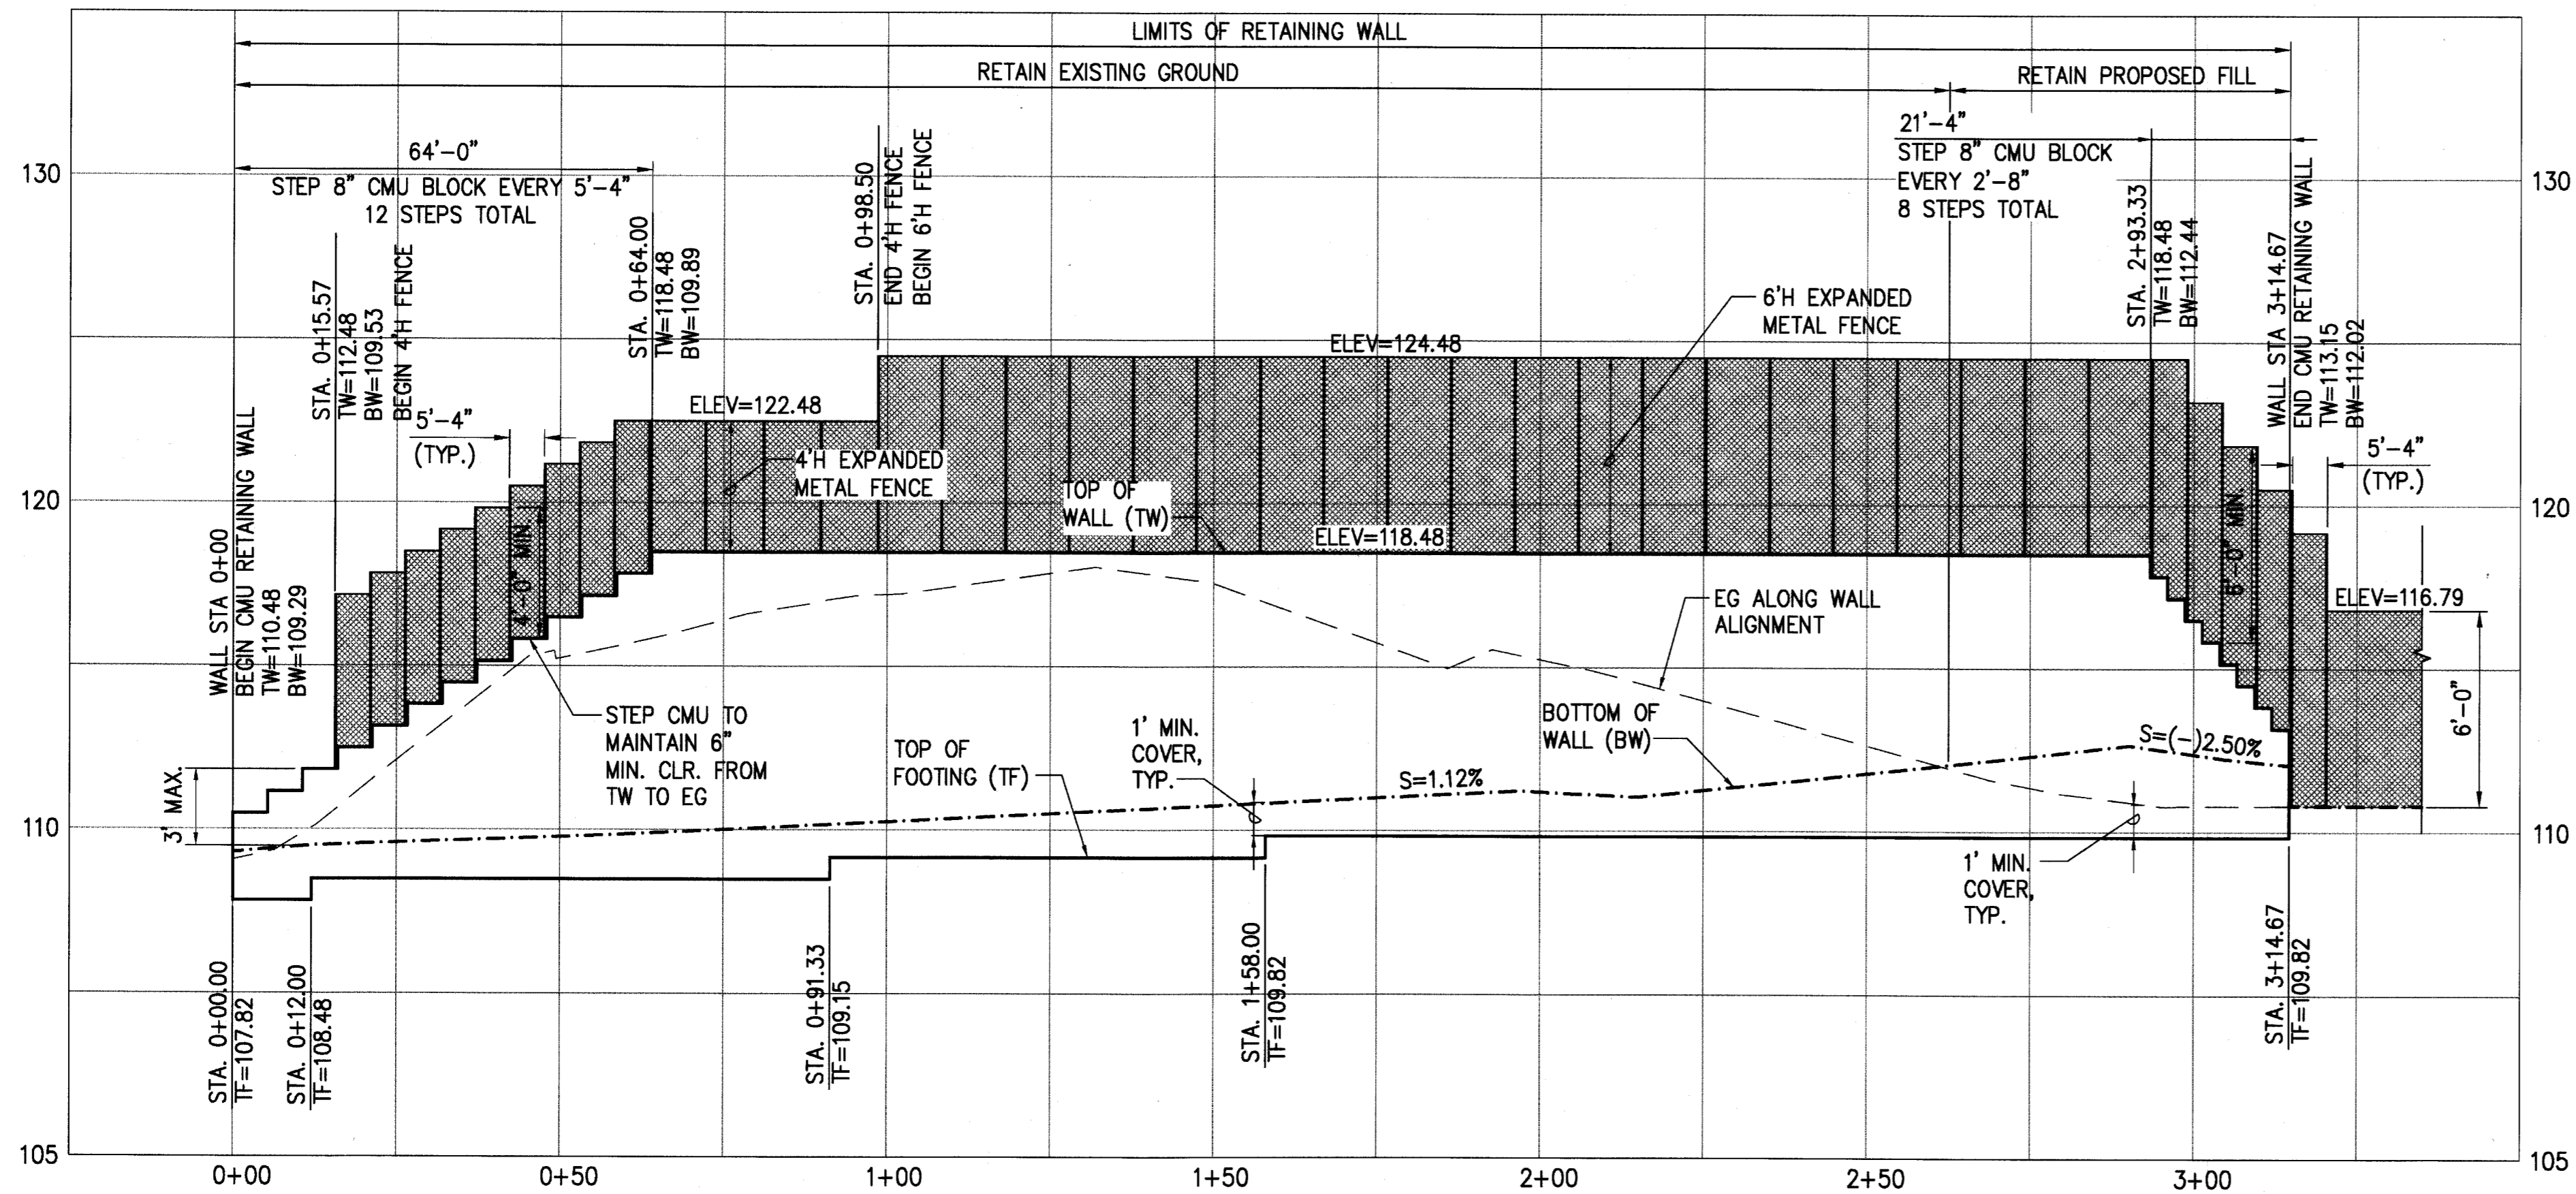 LIMITS OF RETAINING WALL
RETAIN EXISTING GROUND
RETAIN PROPOSED FILL
64'-0"
STEP 8" CMU BLOCK EVERY 5'-4"
12 STEPS TOTAL
21'-4"
STEP 8" CMU BLOCK
EVERY 2'-8"
8 STEPS TOTAL
130
130
STA. 0+15.57
TW=112.48
BW=109.53
BEGIN 4'H FENCE
STA. 0+64.00
TW=118.48
BW=109.89
STA. 0+98.50
END 4'H FENCE
BEGIN 6'H FENCE
STA. 2+93.33
TW=118.48
BW=112.44
WALL STA 3+14.67
END CMU RETAINING WALL
TW=113.15
BW=112.02
6'H EXPANDED
METAL FENCE
ELEV=124.48
ELEV=122.48
5'-4"
(TYP.)
4'H EXPANDED
METAL FENCE
TOP OF
WALL (TW)
ELEV=118.48
5'-4"
(TYP.)
120
120
4'-0" MIN.
6'-0" MIN.
WALL STA 0+00
BEGIN CMU RETAINING WALL
TW=110.48
BW=109.29
EG ALONG WALL
ALIGNMENT
ELEV=116.79
6'-0"
STEP CMU TO
MAINTAIN 6"
MIN. CLR. FROM
TW TO EG
TOP OF
FOOTING (TF)
1' MIN.
COVER,
TYP.
BOTTOM OF
WALL (BW)
S=1.12%
S=(-)2.50%
3' MAX.
110
110
1' MIN.
COVER,
TYP.
STA. 0+00.00
TF=107.82
STA. 0+12.00
TF=108.48
STA. 0+91.33
TF=109.15
STA. 1+58.00
TF=109.82
STA. 3+14.67
TF=109.82
105
105
0+00
0+50
1+00
1+50
2+00
2+50
3+00